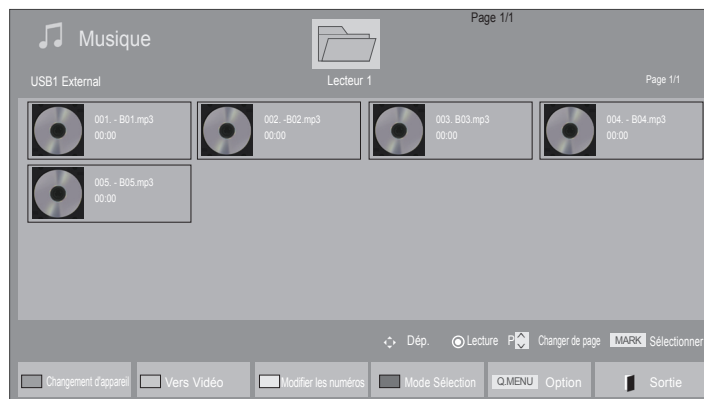 Page 1/1
Musique
USB1 External
Lecteur 1
Page 1/1
001. - B01.mp3
00:00
002. -B02.mp3
00:00
003. B03.mp3
00:00
004. - B04.mp3
00:00
005. - B05.mp3
00:00
Dép. Lecture P Changer de page MARK Sélectionner
Changement d'appareil Vers Vidéo Modifier les numéros Mode Sélection Q.MENU Option Sortie